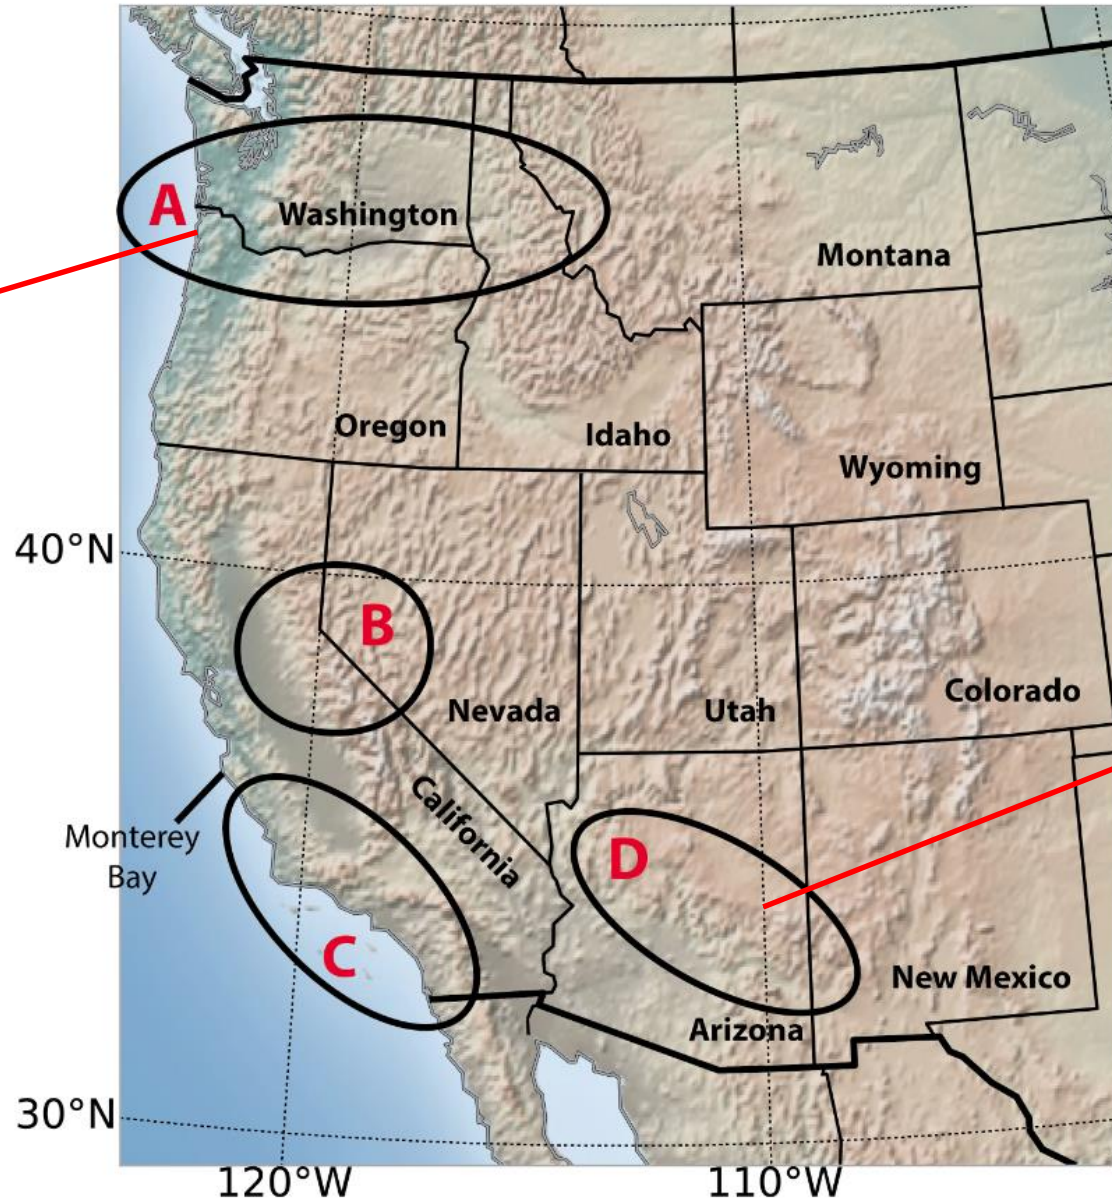 A
Washington
Montana
Oregon
Idaho
Wyoming
40°N
B
Nevada
Utah
Colorado
California
Monterey
Bay
D
C
New Mexico
Arizona
30°N
120°W
110°W